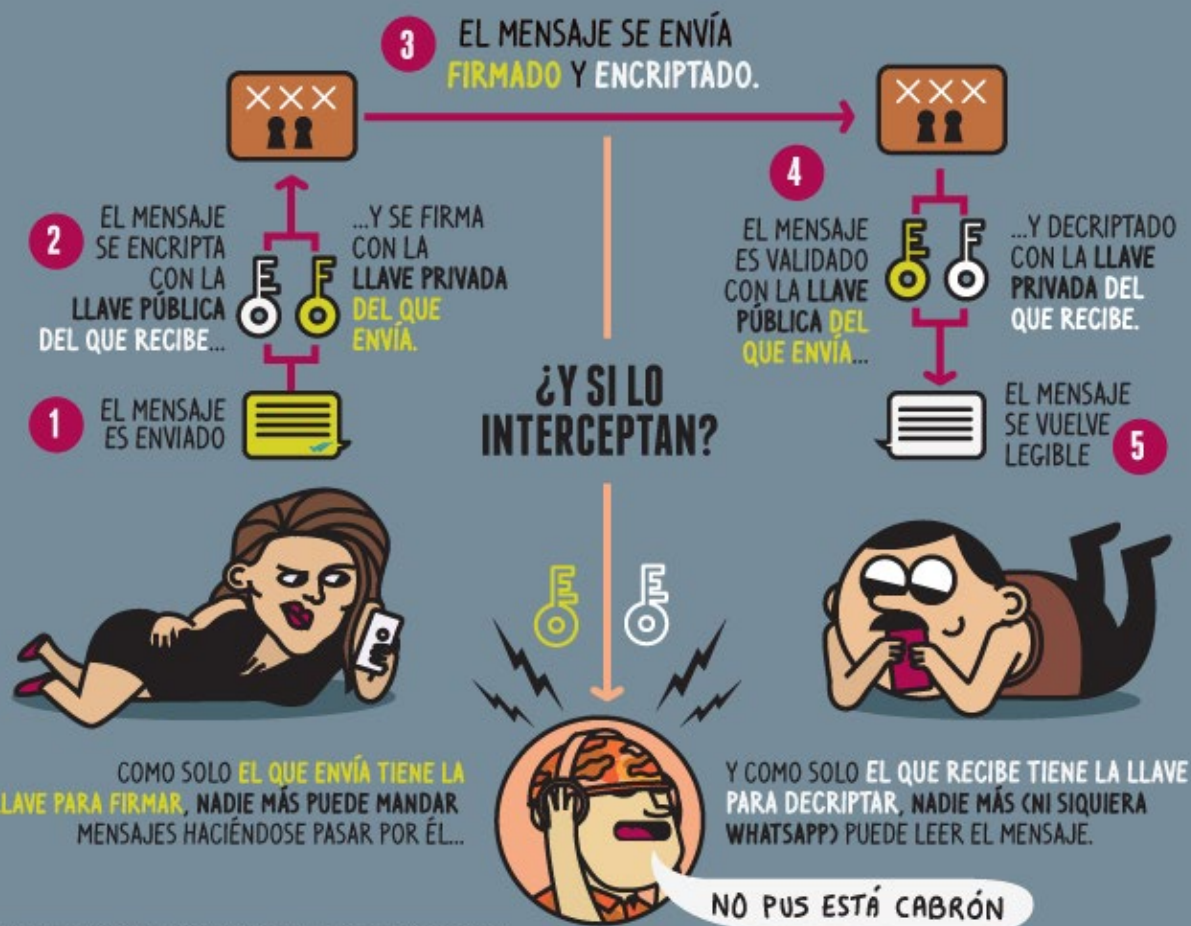 3
EL MENSAJE SE ENVÍA
FIRMADO Y ENCRIPTADO.
XXX
XXX
2
EL MENSAJE
SE ENCRIPTA
CON LA
LLAVE PÚBLICA
DEL QUE RECIBE...
...Y SE FIRMA
CON LA
LLAVE PRIVADA
DEL QUE
ENVÍA.
1
EL MENSAJE
ES ENVIADO
¿Y SI LO
INTERCEPTAN?
4
EL MENSAJE
ES VALIDADO
CON LA LLAVE
PÚBLICA DEL
QUE ENVÍA...
...Y DECRIPTADO
CON LA LLAVE
PRIVADA DEL
QUE RECIBE.
EL MENSAJE
SE VUELVE
LEGIBLE
5
COMO SOLO EL QUE ENVÍA TIENE LA
LAVE PARA FIRMAR, NADIE MÁS PUEDE MANDAR
MENSAJES HACIÉNDOSE PASAR POR ÉL...
Y COMO SOLO EL QUE RECIBE TIENE LA LLAVE
PARA DECRIPTAR, NADIE MÁS (NI SIQUIERA
WHATSAPP) PUEDE LEER EL MENSAJE.
NO PUS ESTÁ CABRÓN